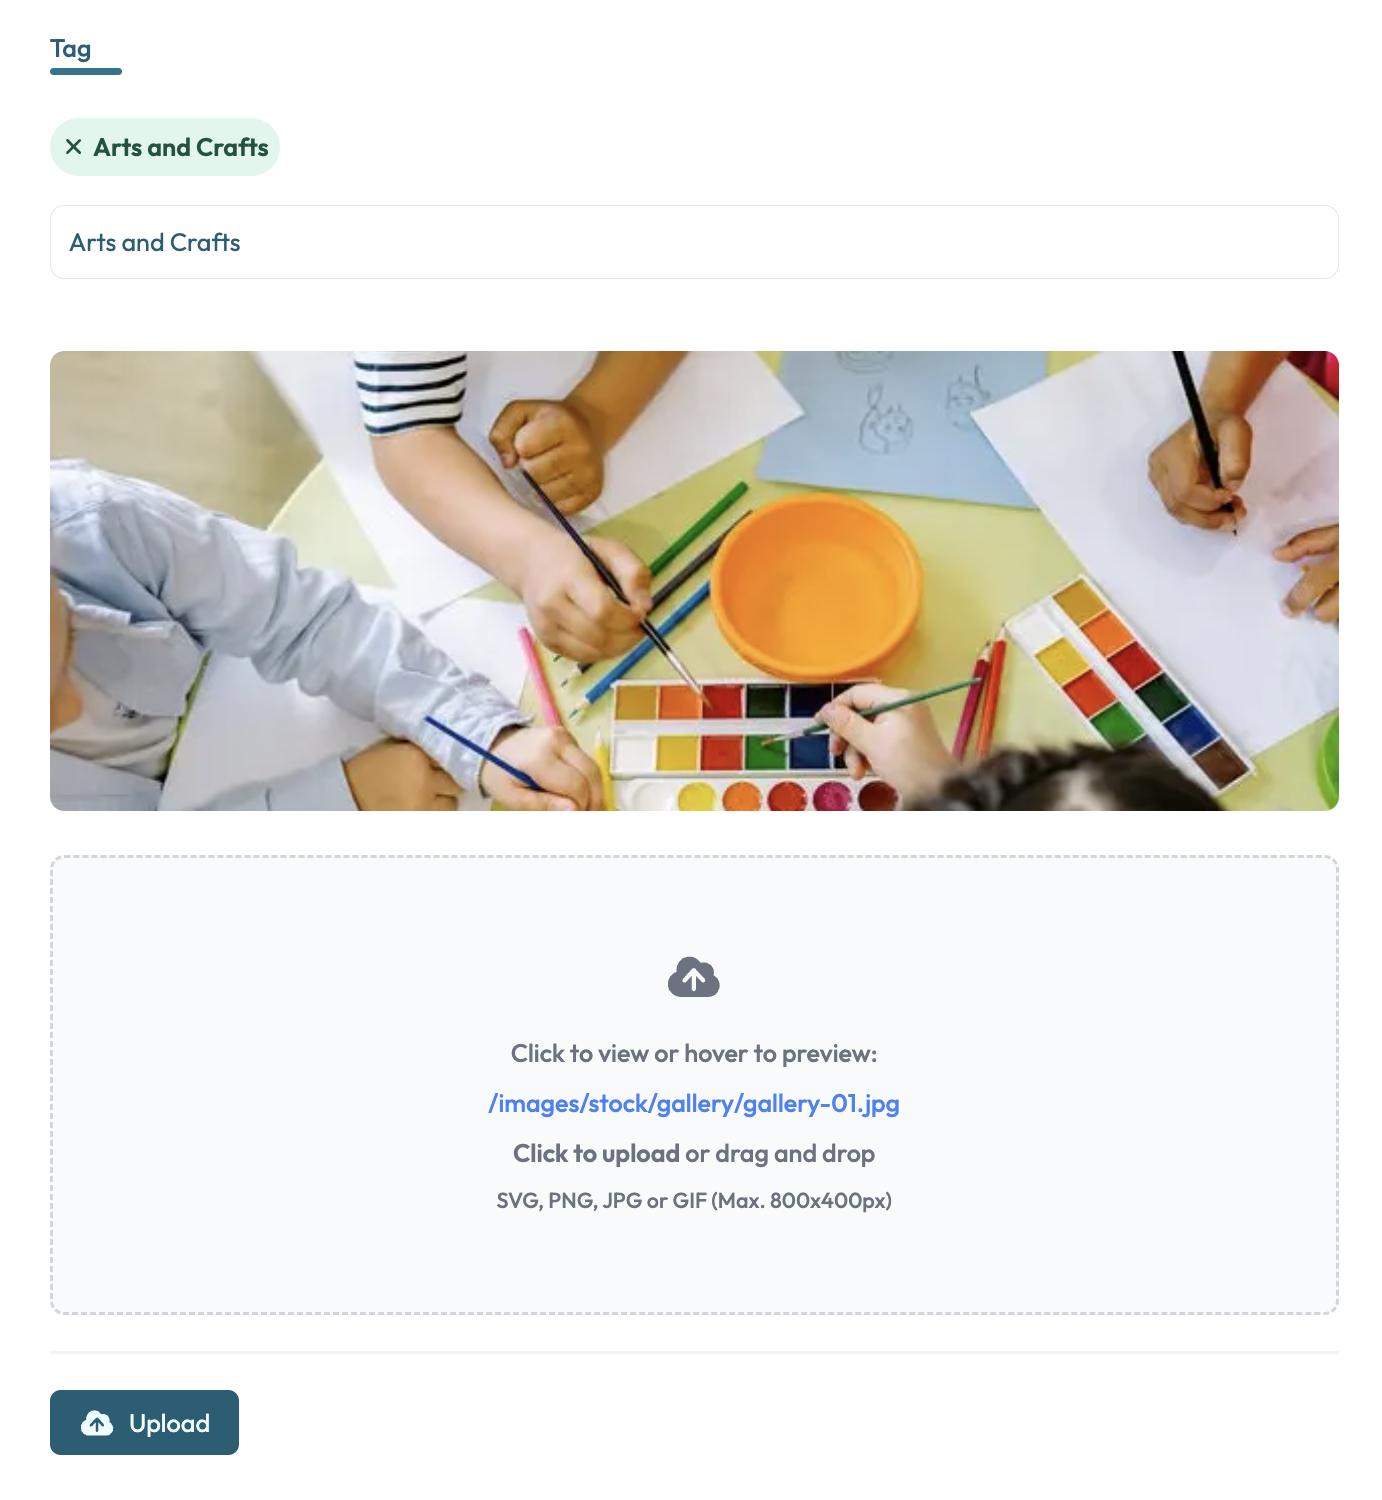 Tag
Arts and Crafts
Arts and Crafts
Click to view or hover to preview:
/images/stock/gallery/gallery-01.jpg
Click to upload or drag and drop
SVG, PNG, JPG or GIF (Max. 800x400px)
Upload